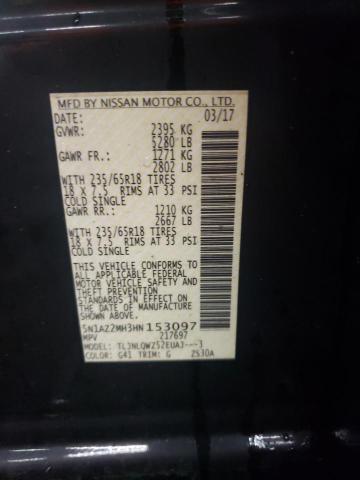 MFD BY NISSAN MOTOR CO., LTD.
DATE: 03/17
GVWR: 2395 KG
5280 LB
GAWR FR.: 1271 KG
2802 LB
WITH 235/65R18 TIRES
18 X 7.5 RIMS AT 33 PSI
COLD SINGLE
GAWR RR.: 1210 KG
2667 LB
WITH 235/65R18 TIRES
18 X 7.5 RIMS AT 33 PSI
COLD SINGLE
THIS VEHICLE CONFORMS TO
ALL APPLICABLE FEDERAL
MOTOR VEHICLE SAFETY
AND THEFT PREVENTION
STANDARDS IN EFFECT ON
THE DATE OF MANUFACTURE
SHOWN ABOVE.
5N1AZ2MH3HN153097
MPV 217697
MODEL: TLJNLQWZ52EUAJ---3
COLOR: G41 TRIM: G ZS30A